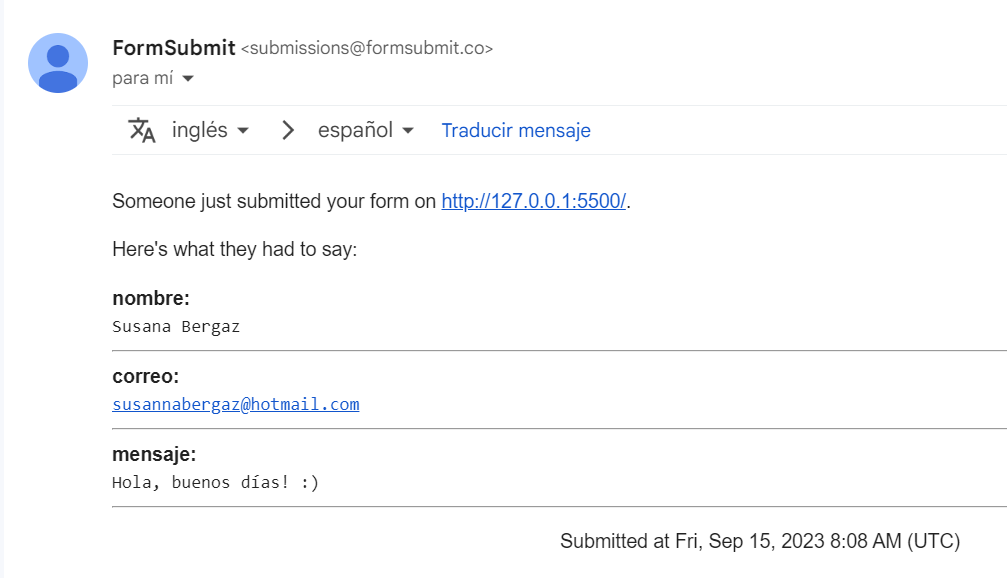 FormSubmit <submissions@formsubmit.co>
para mí
inglés > español Traducir mensaje
Someone just submitted your form on http://127.0.0.1:5500/.
Here's what they had to say:
nombre:
Susana Bergaz
correo:
susannabergaz@hotmail.com
mensaje:
Hola, buenos días! :)
Submitted at Fri, Sep 15, 2023 8:08 AM (UTC)